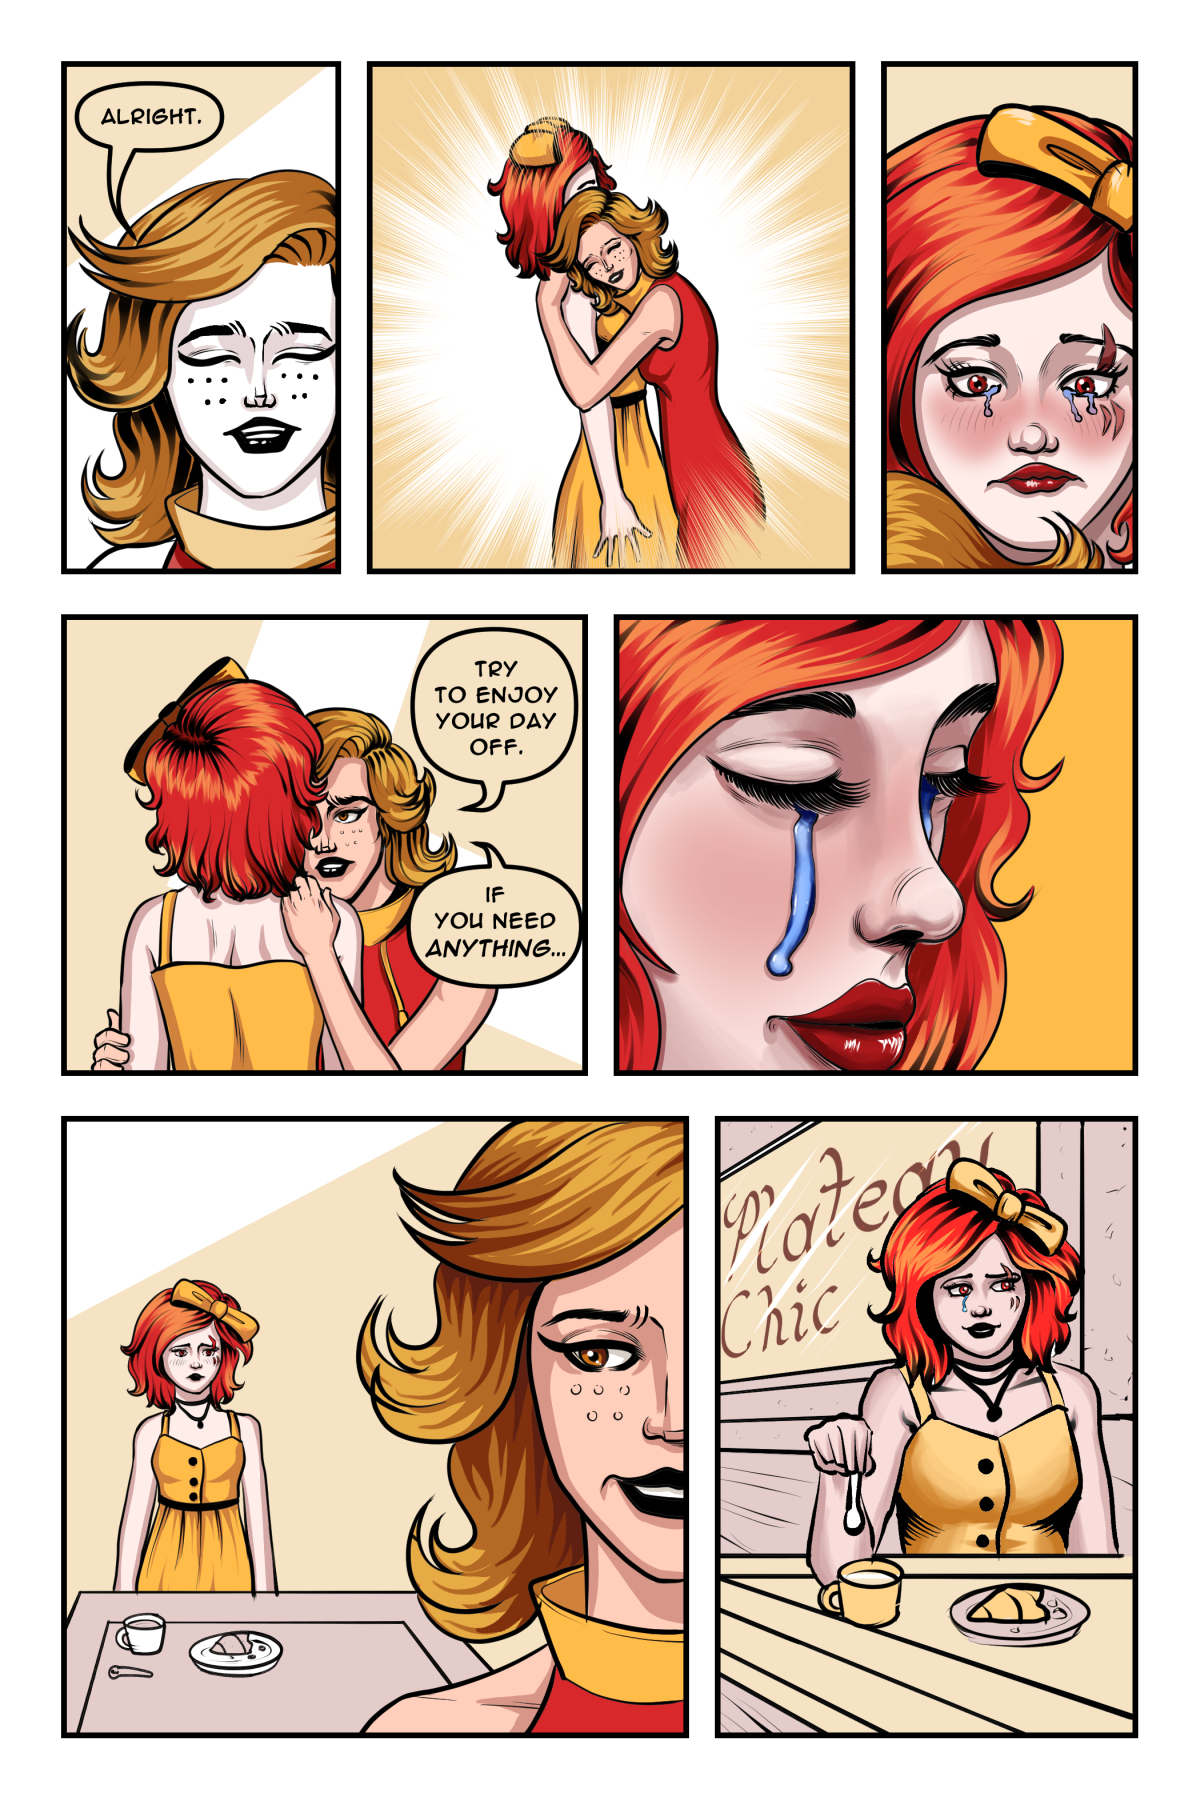 ALRIGHT.
TRY
TO ENJOY
YOUR DAY
OFF.
IF
YOU NEED
ANYTHING...
Plateau
Chic